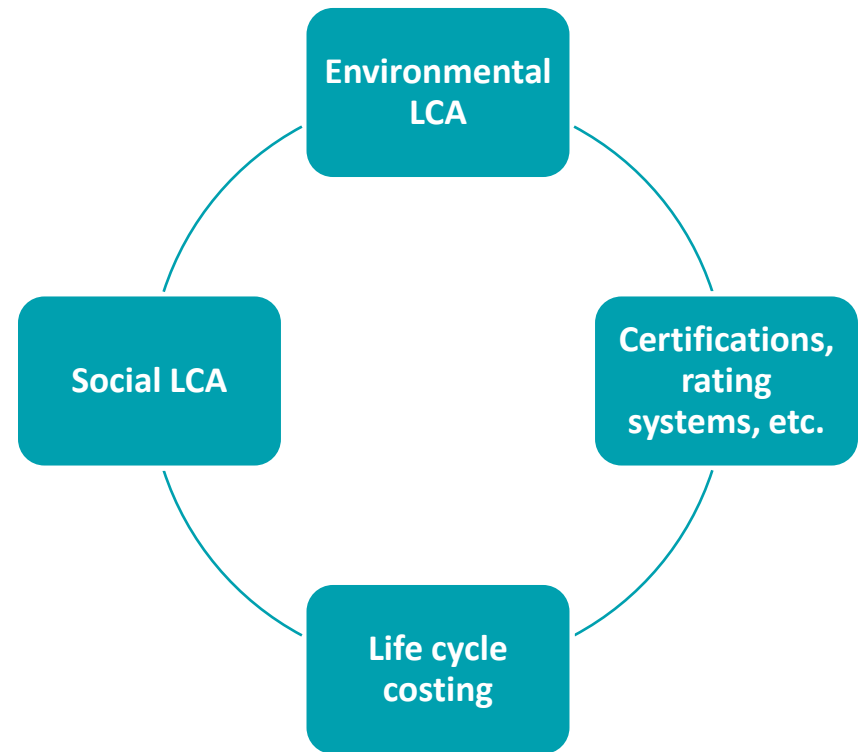 Environmental
LCA
Certifications,
rating
systems, etc.
Social LCA
Life cycle
costing